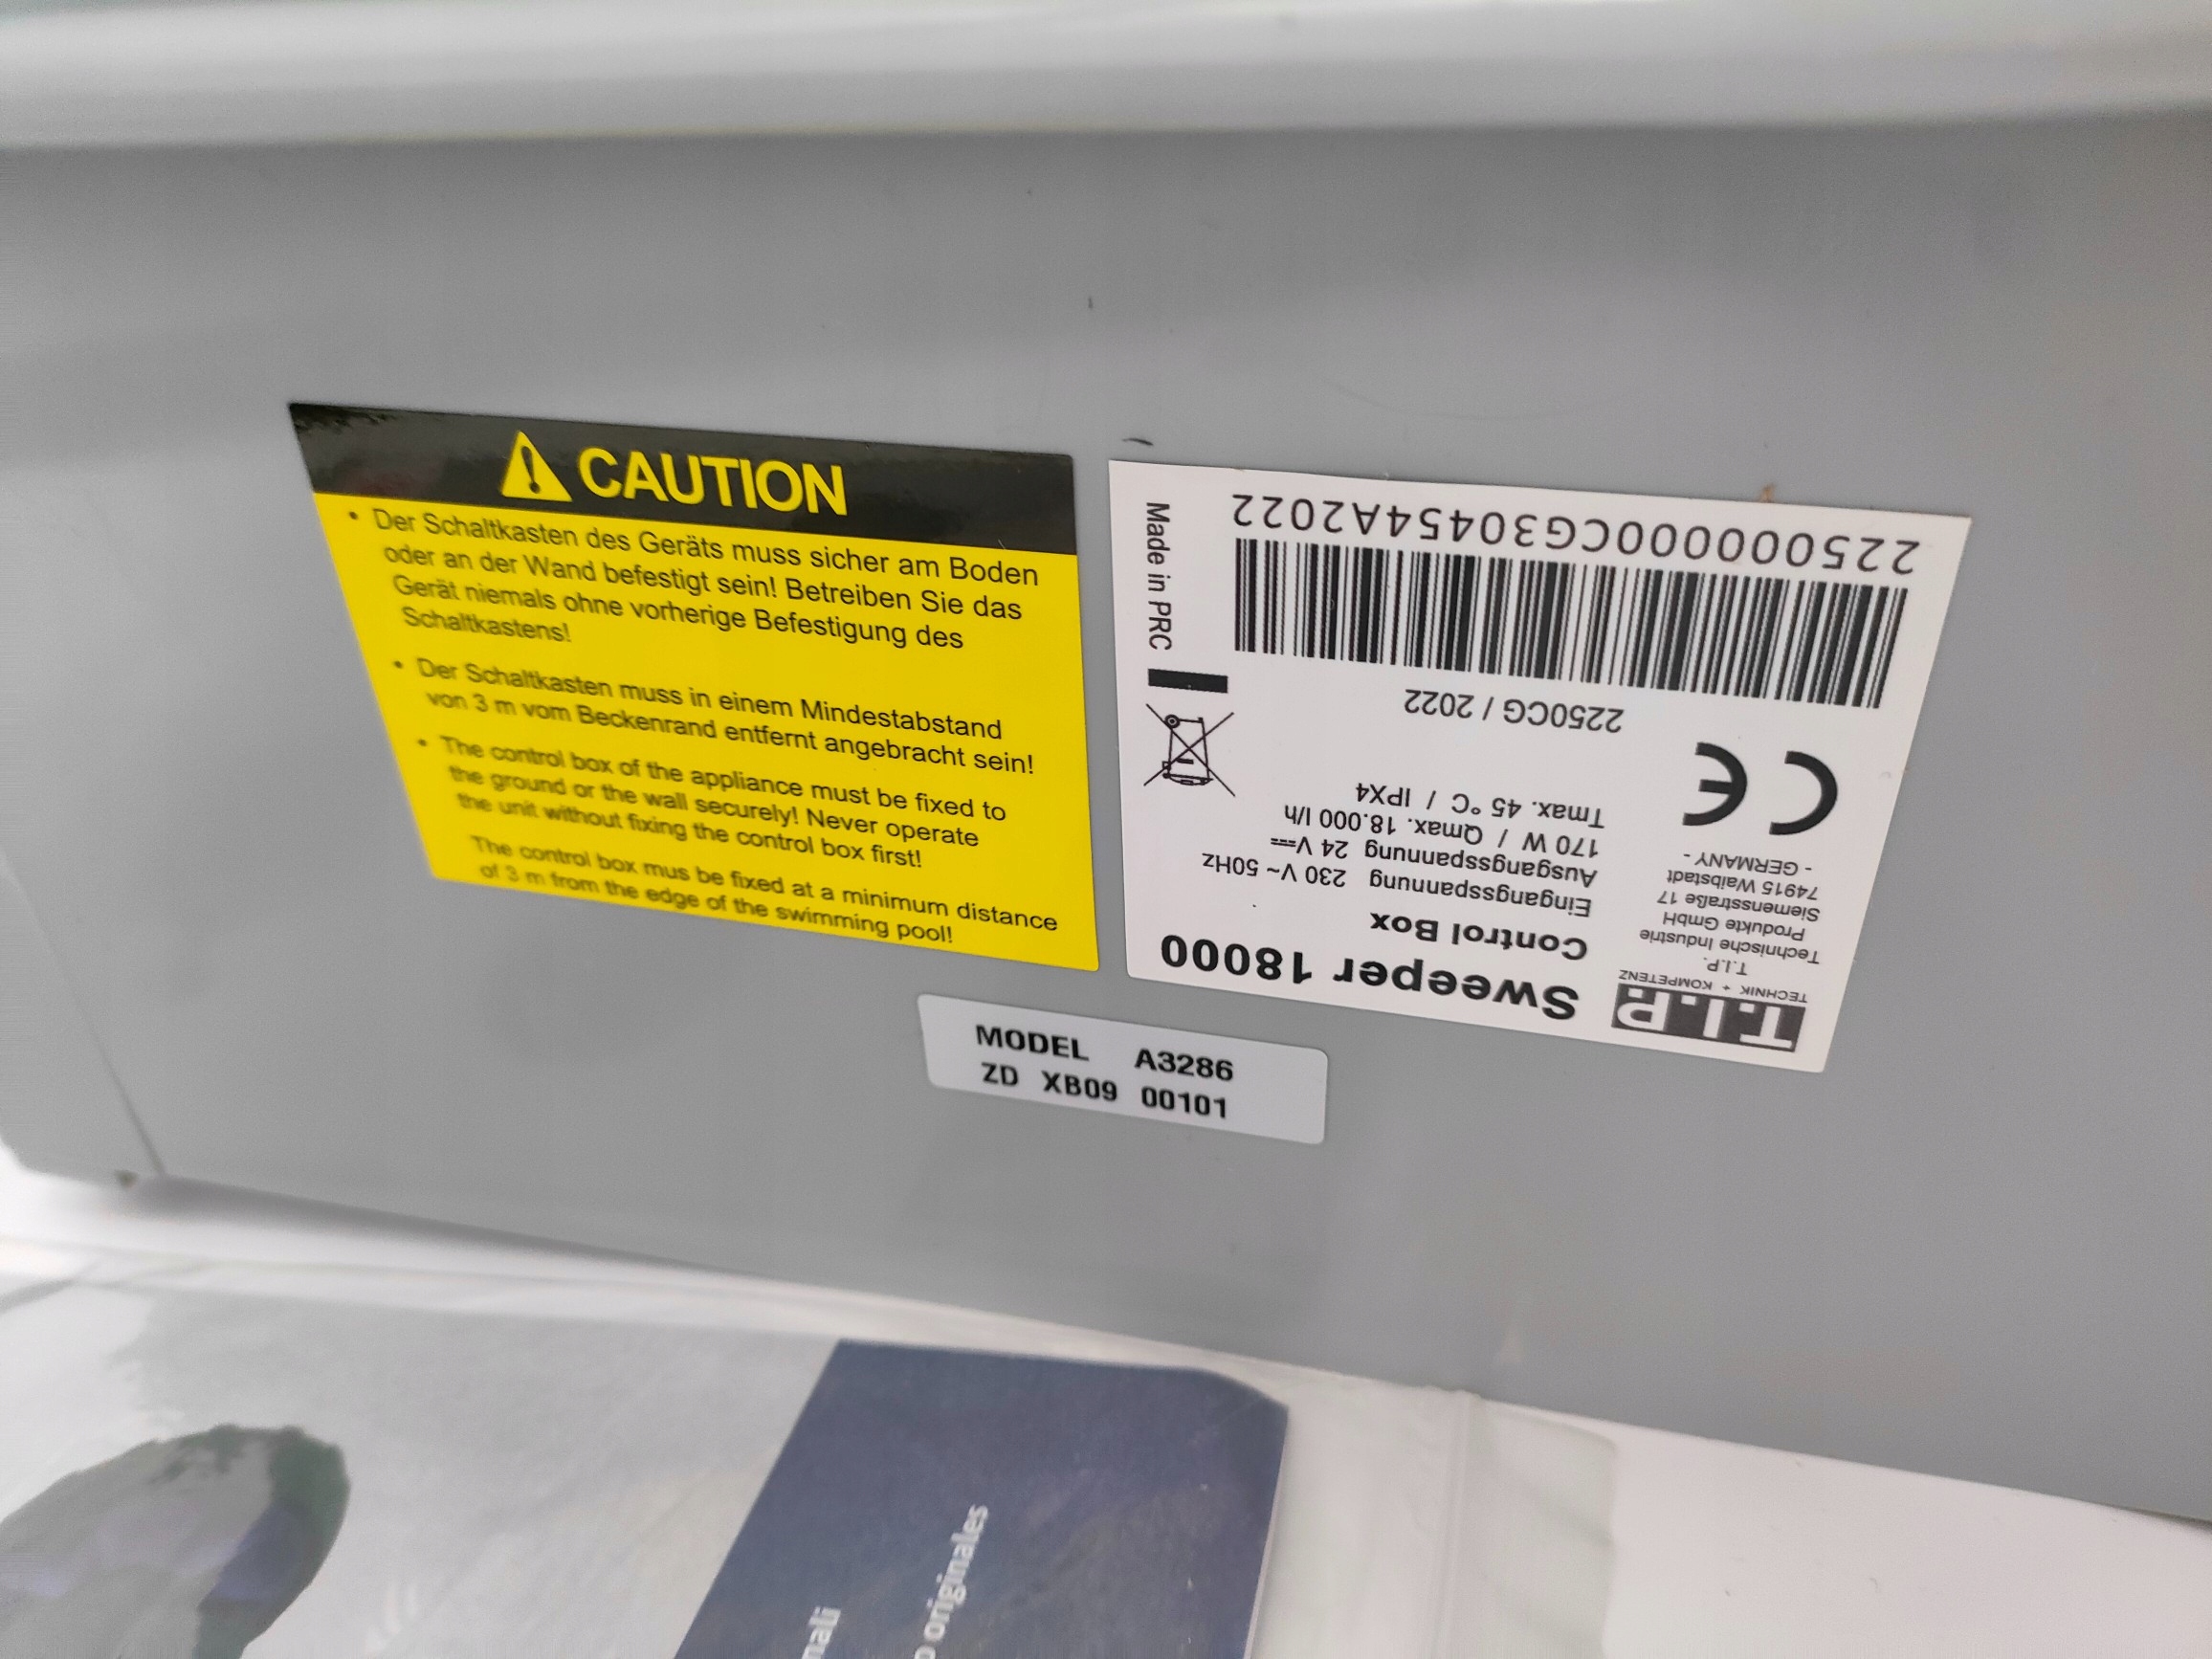 CAUTION
• Der Schaltkasten des Geräts muss sicher am Boden
oder an der Wand befestigt sein! Betreiben Sie das
Gerät niemals ohne vorherige Befestigung des
Schaltkastens!
• Der Schaltkasten muss in einem Mindestabstand
von 3 m vom Beckenrand entfernt angebracht sein!
• The control box of the appliance must be fixed to
the ground or the wall securely! Never operate
the unit without fixing the control box first!
The control box mus be fixed at a minimum distance
of 3 m from the edge of the swimming pool!
T.I.P.
TECHNIK + KOMPETENZ
T.I.P.
Technische Industrie
Produkte GmbH
Siemensstraße 17
74915 Waibstadt
- GERMANY -
CE
Sweeper 18000
Control Box
Eingangsspannung 230 V~ 50Hz
Ausgangsspannung 24 V⎓
170 W / Qmax. 18.000 l/h
Tmax. 45 °C / IPX4
2250CG / 2022
22500000000CG30454A2022
Made in PRC
MODEL A3286
ZD XB09 00101
originales